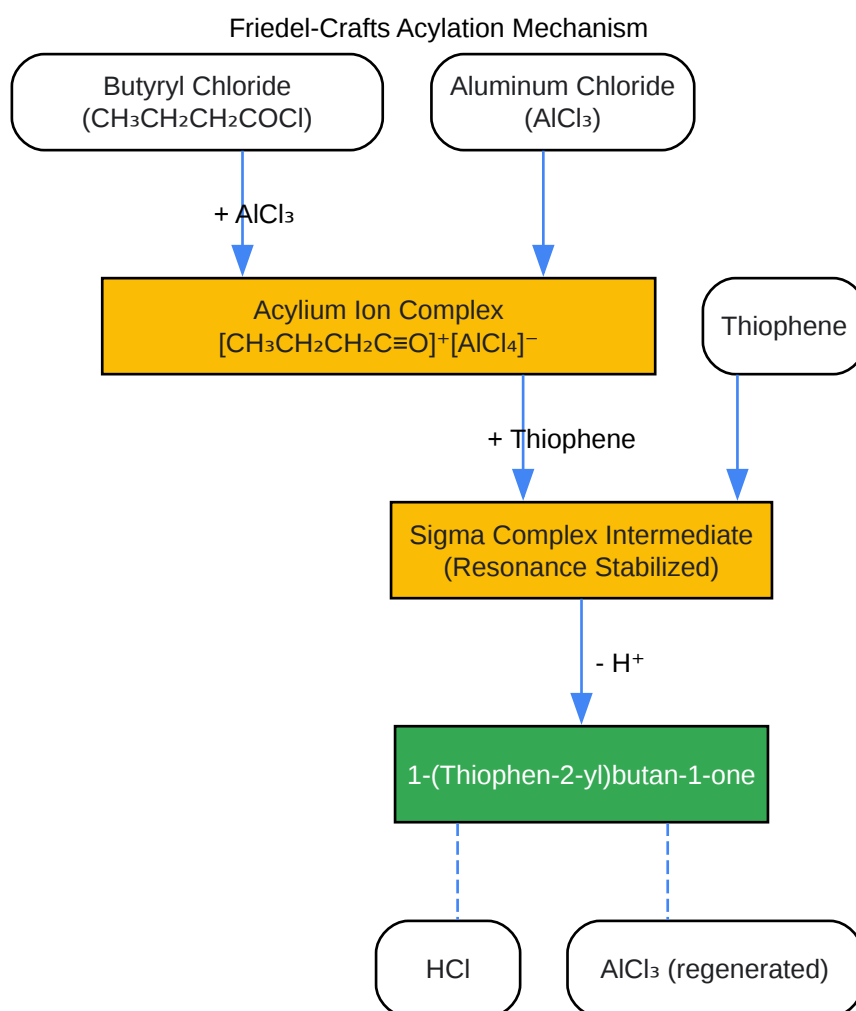 Friedel-Crafts Acylation Mechanism
Butyryl Chloride
(CH₃CH₂CH₂COCl)
Aluminum Chloride
(AlCl₃)
+ AlCl₃
Acylium Ion Complex
[CH₃CH₂CH₂C≡O]⁺[AlCl₄]⁻
Thiophene
+ Thiophene
Sigma Complex Intermediate
(Resonance Stabilized)
- H⁺
1-(Thiophen-2-yl)butan-1-one
HCl
AlCl₃ (regenerated)